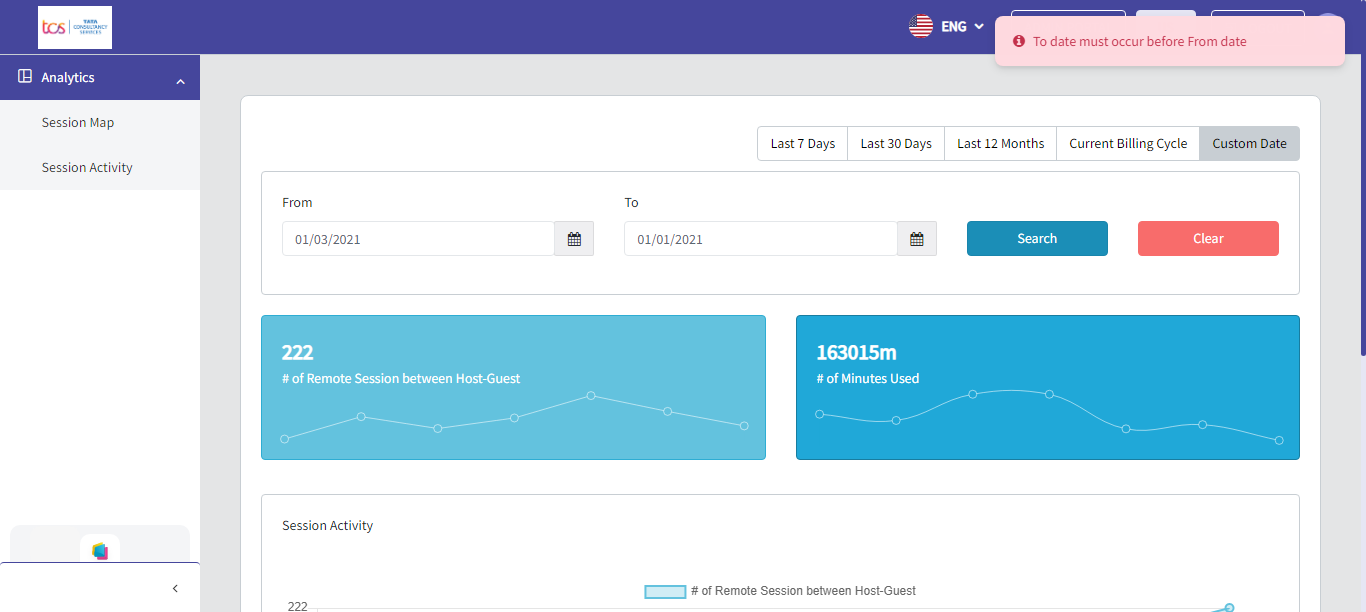 tcs
TATA
CONSULTANCY
SERVICES
ENG
To date must occur before From date
Analytics
Session Map
Session Activity
Last 7 Days
Last 30 Days
Last 12 Months
Current Billing Cycle
Custom Date
From
To
01/03/2021
01/01/2021
Search
Clear
222
# of Remote Session between Host-Guest
163015m
# of Minutes Used
Session Activity
# of Remote Session between Host-Guest
222